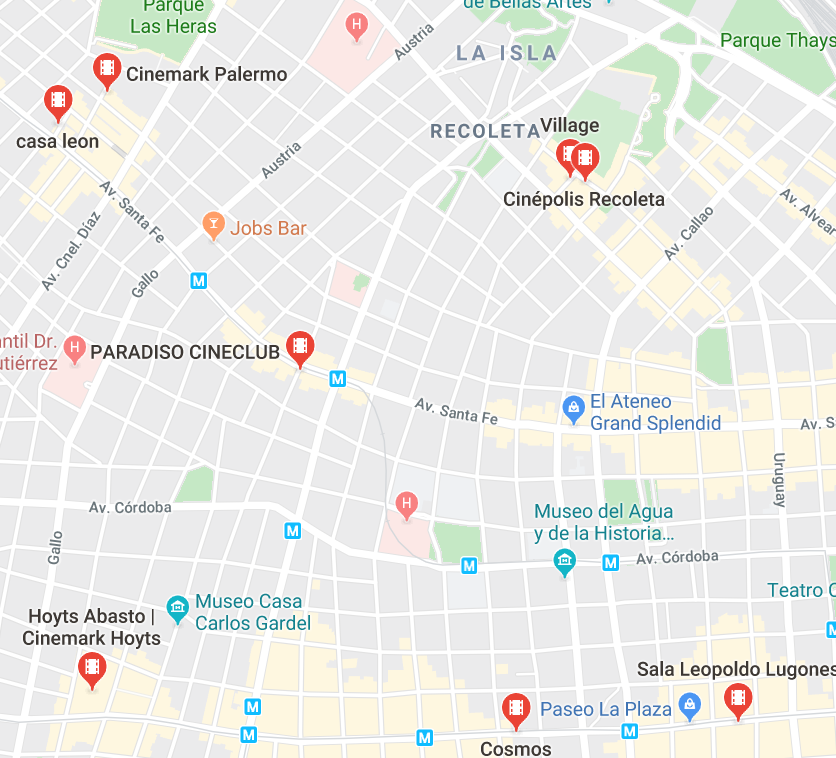 Parque
Las Heras
de Bellas Artes
H
Austria
LA ISLA
Parque Thays
Cinemark Palermo
casa leon
RECOLETA
Village
Austria
Cinépolis Recoleta
Av. Santa Fe
Av. Cnel. Díaz
Jobs Bar
Av. Callao
Av. Alvear
Gallo
M
antil Dr.
utiérrez
H
PARADISO CINECLUB
M
Av. Santa Fe
El Ateneo
Grand Splendid
Av. S
Uruguay
Av. Córdoba
H
Museo del Agua
y de la Historia...
Gallo
M
M
M
Av. Córdoba
Museo Casa
Carlos Gardel
Teatro C
Hoyts Abasto |
Cinemark Hoyts
M
Sala Leopoldo Lugones
M
Paseo La Plaza
M
M
M
Cosmos